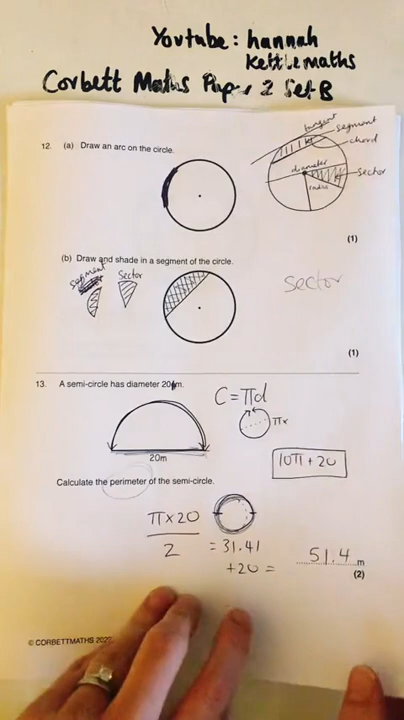 Youtube: hannah
kettlemaths
Corbett Maths Paper 2 Set B
12. (a) Draw an arc on the circle.
tangent
segment
chord
diameter
sector
radius
(1)
(b) Draw and shade in a segment of the circle.
segment
sector
Sector
sector
(1)
13. A semi-circle has diameter 20m.
C = πd
πx
20m
10π + 20
Calculate the perimeter of the semi-circle.
π x 20
2
= 31.41
+20 =
51.4 m
(2)
© CORBETTMATHS 2022